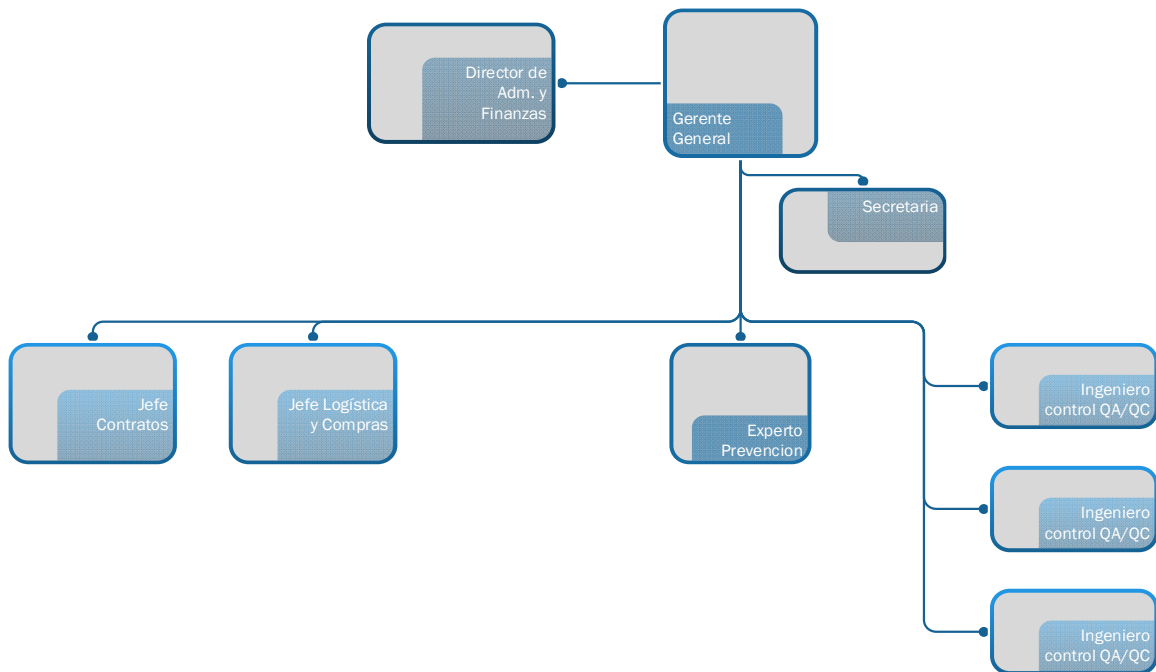 Director de
Adm. y
Finanzas
Gerente
General
Secretaria
Jefe
Contratos
Jefe Logística
y Compras
Experto
Prevencion
Ingeniero
control QA/QC
Ingeniero
control QA/QC
Ingeniero
control QA/QC